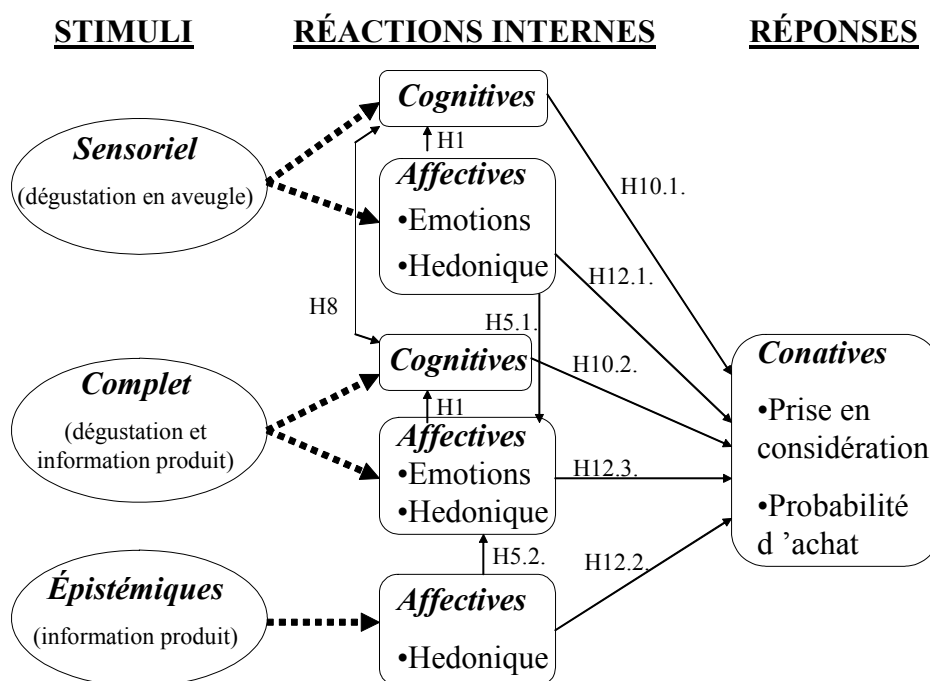 STIMULI
RÉACTIONS INTERNES
RÉPONSES
Sensoriel
(dégustation en aveugle)
Cognitives
H1
Affectives
•Emotions
•Hedonique
H10.1.
H12.1.
H8
H5.1.
Complet
(dégustation et
information produit)
Cognitives
H10.2.
H1
Affectives
•Emotions
•Hedonique
H12.3.
Conatives
•Prise en
considération
•Probabilité
d ’achat
H5.2.
H12.2.
Épistémiques
(information produit)
Affectives
•Hedonique